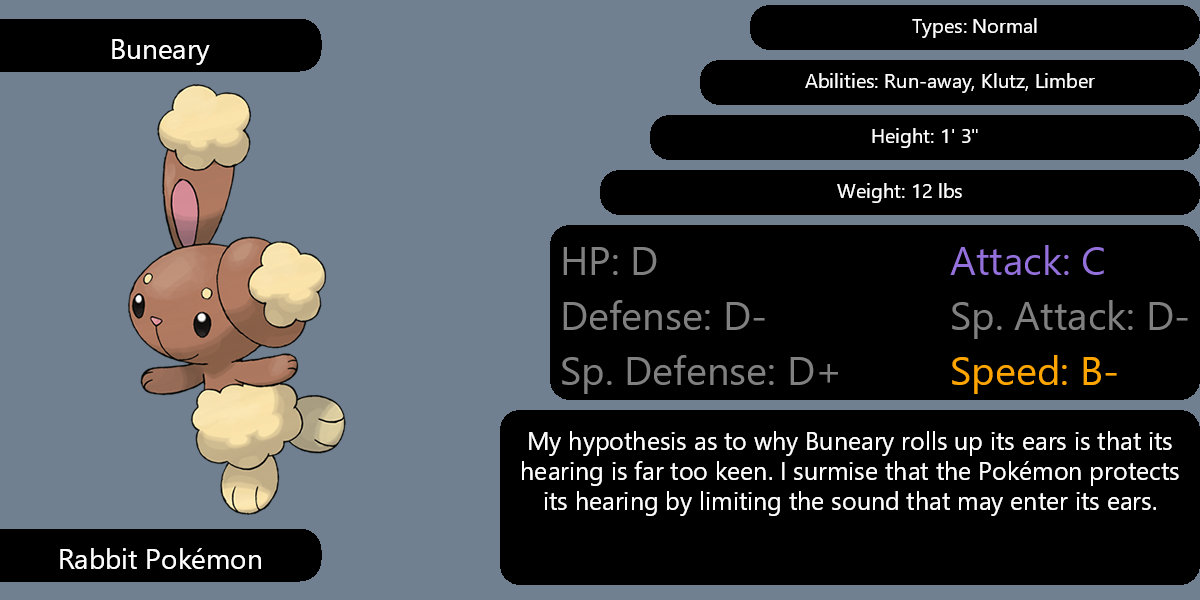 Buneary
Rabbit Pokémon
Types: Normal
Abilities: Run-away, Klutz, Limber
Height: 1' 3"
Weight: 12 lbs
HP: D
Attack: C
Defense: D-
Sp. Attack: D-
Sp. Defense: D+
Speed: B-
My hypothesis as to why Buneary rolls up its ears is that its
hearing is far too keen. I surmise that the Pokémon protects
its hearing by limiting the sound that may enter its ears.